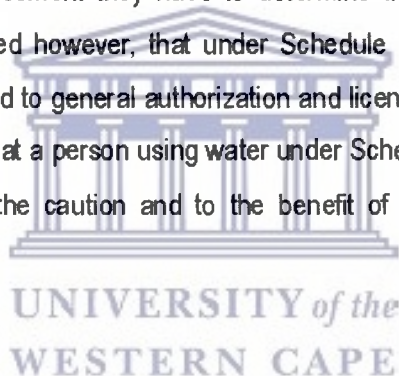 ed however, that under Schedule
d to general authorization and licen
at a person using water under Sche
the caution and to the benefit of
UNIVERSITY of the
WESTERN CAPE